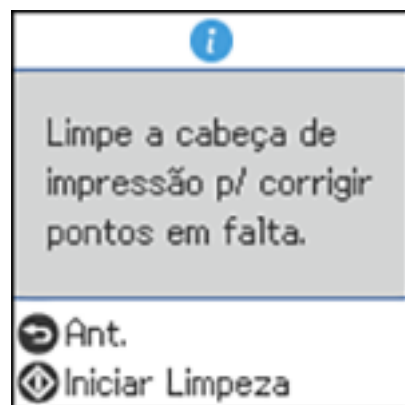 Limpe a cabeça de
impressão p/ corrigir
pontos em falta.
Ant.
Iniciar Limpeza